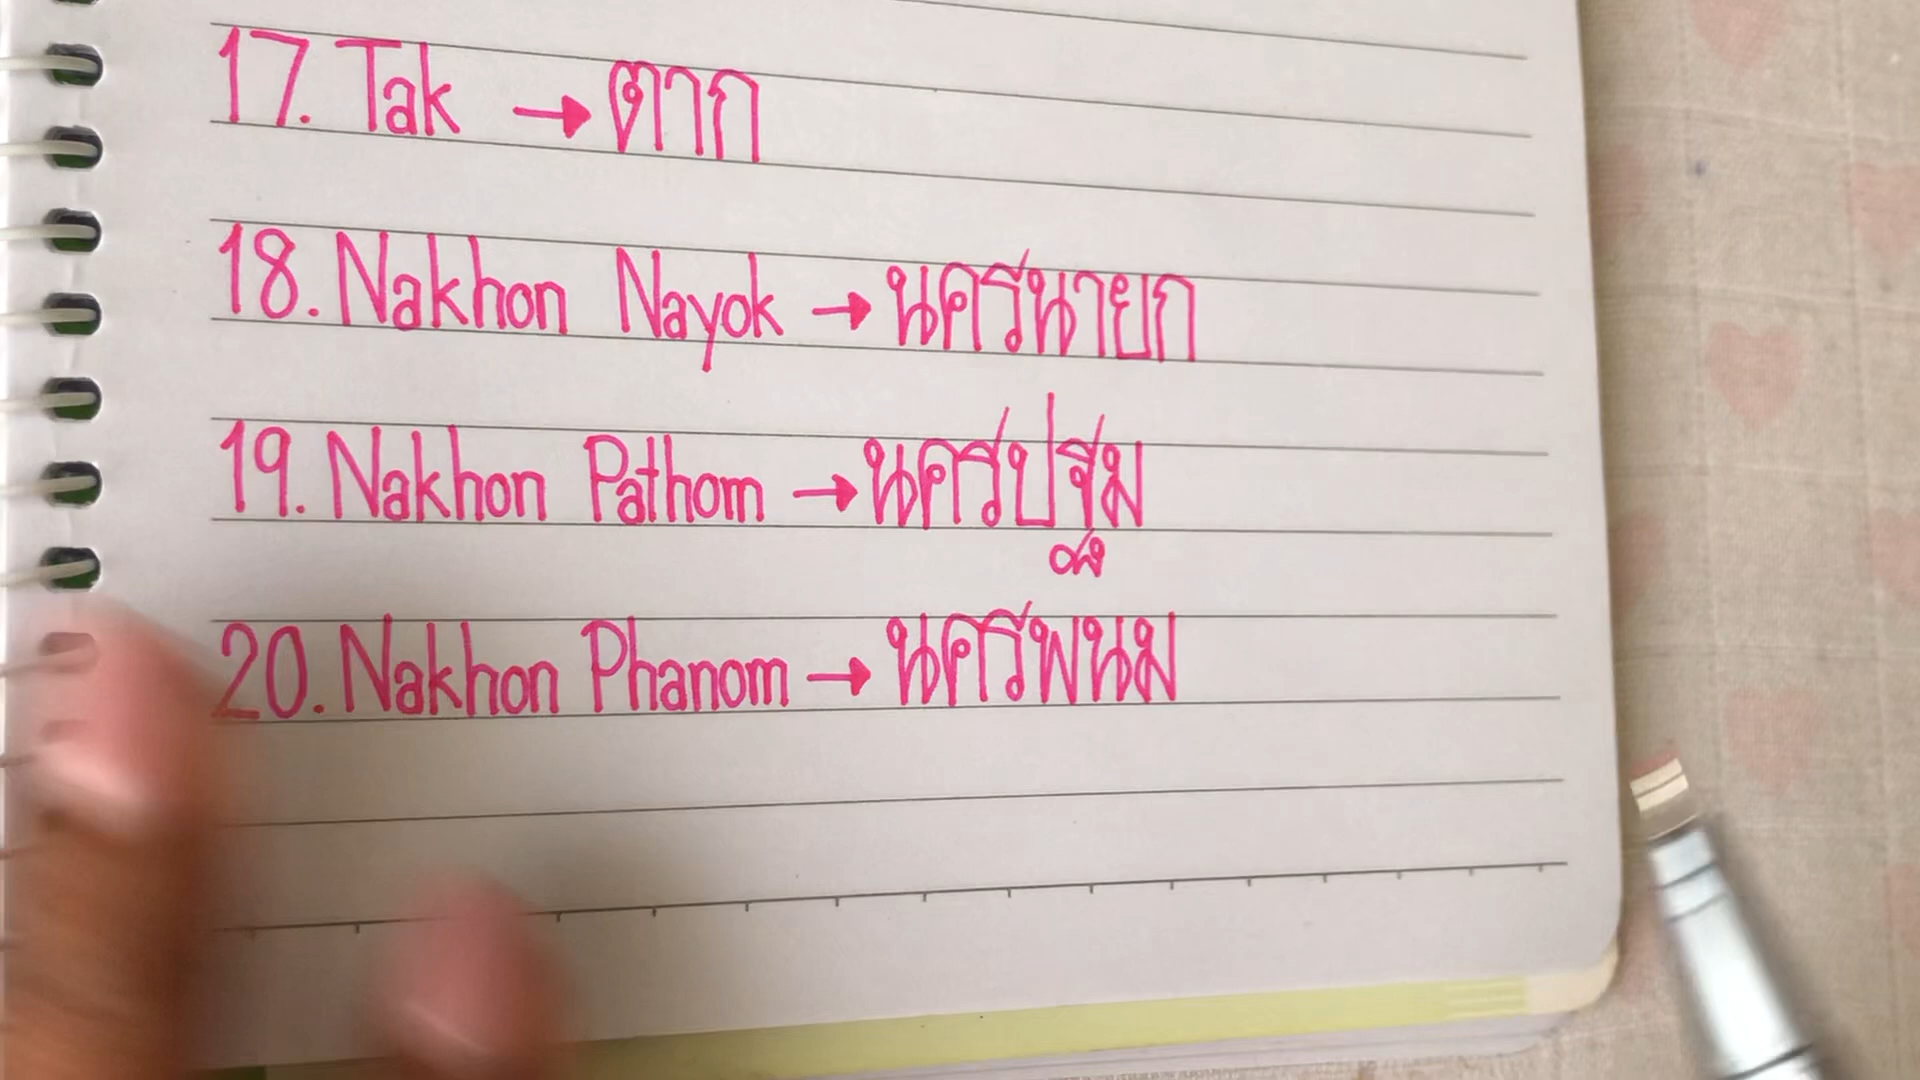 17. Tak → ตาก
18. Nakhon Nayok → นครนายก
19. Nakhon Pathom → นครปฐม
20. Nakhon Phanom → นครพนม